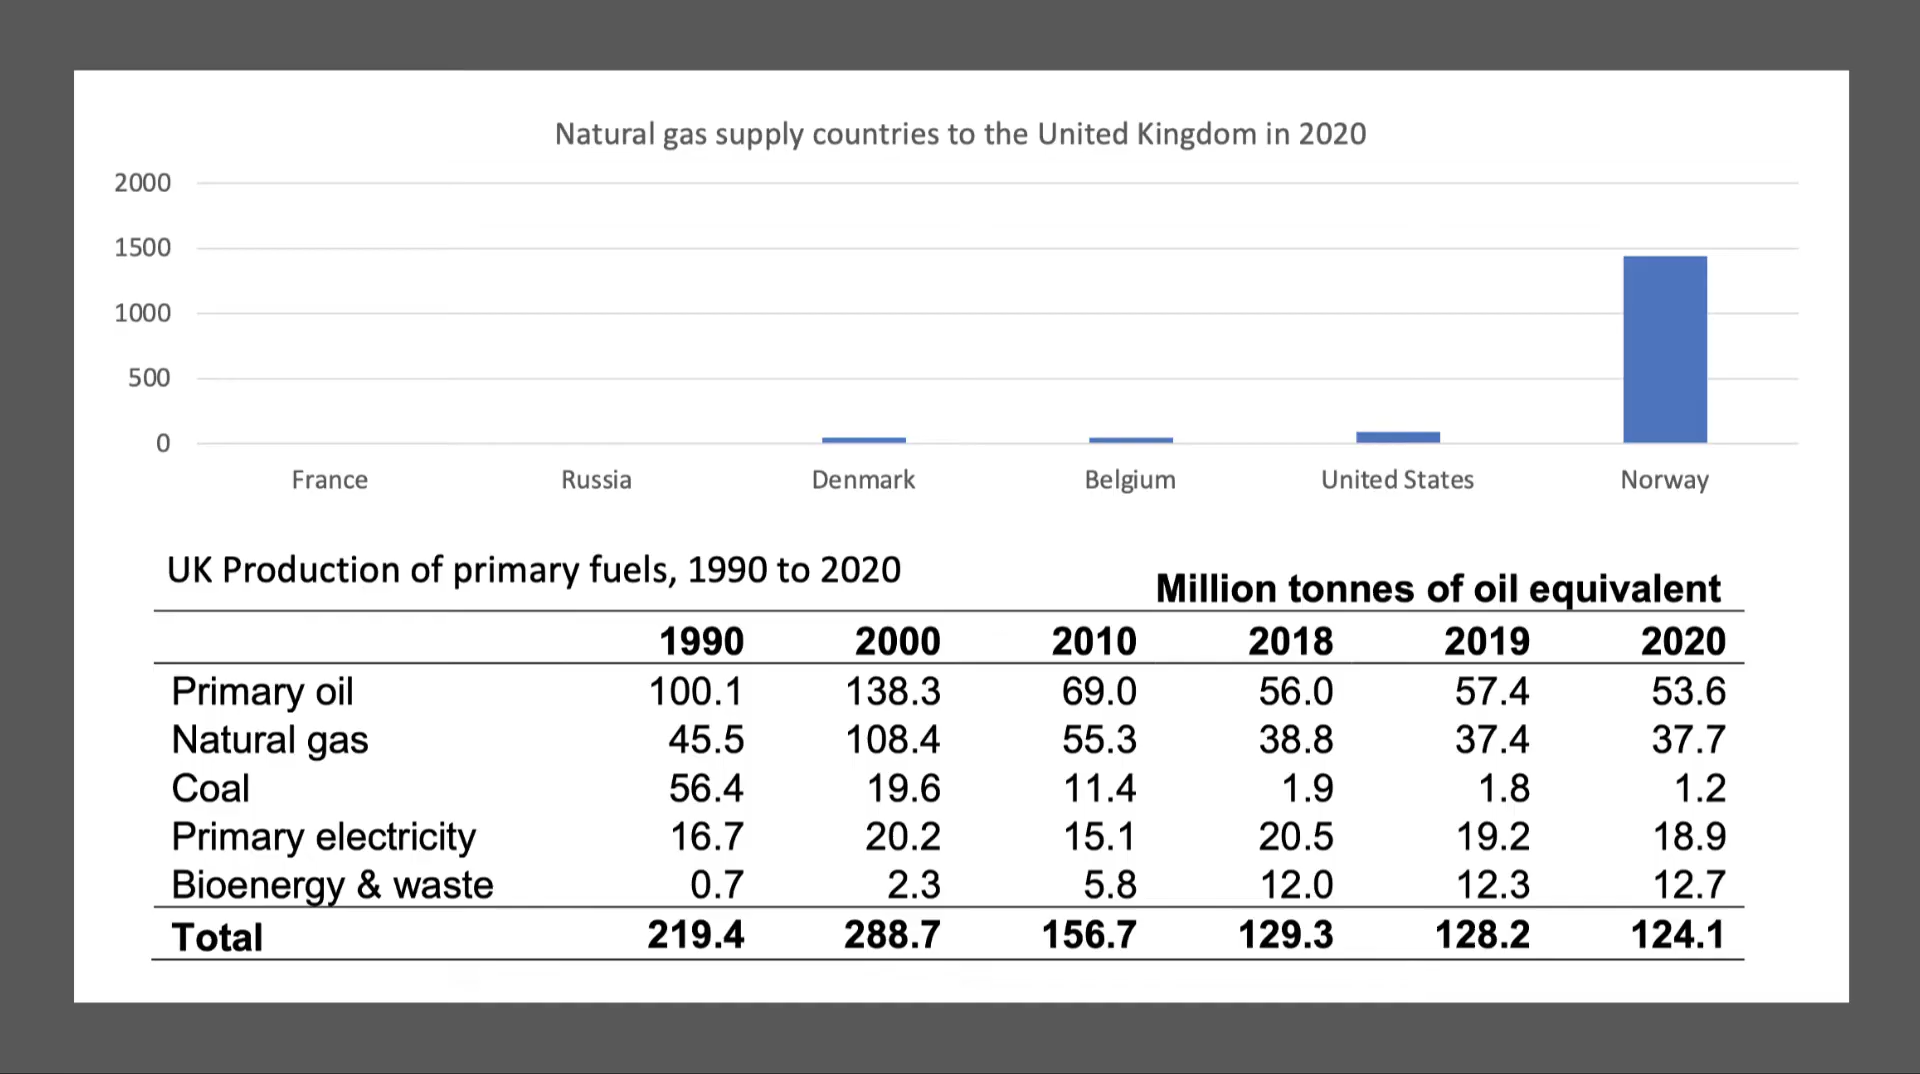 Natural gas supply countries to the United Kingdom in 2020
2000
1500
1000
500
0
France Russia Denmark Belgium United States Norway
UK Production of primary fuels, 1990 to 2020
Million tonnes of oil equivalent
1990 2000 2010 2018 2019 2020
Primary oil 100.1 138.3 69.0 56.0 57.4 53.6
Natural gas 45.5 108.4 55.3 38.8 37.4 37.7
Coal 56.4 19.6 11.4 1.9 1.8 1.2
Primary electricity 16.7 20.2 15.1 20.5 19.2 18.9
Bioenergy & waste 0.7 2.3 5.8 12.0 12.3 12.7
Total 219.4 288.7 156.7 129.3 128.2 124.1